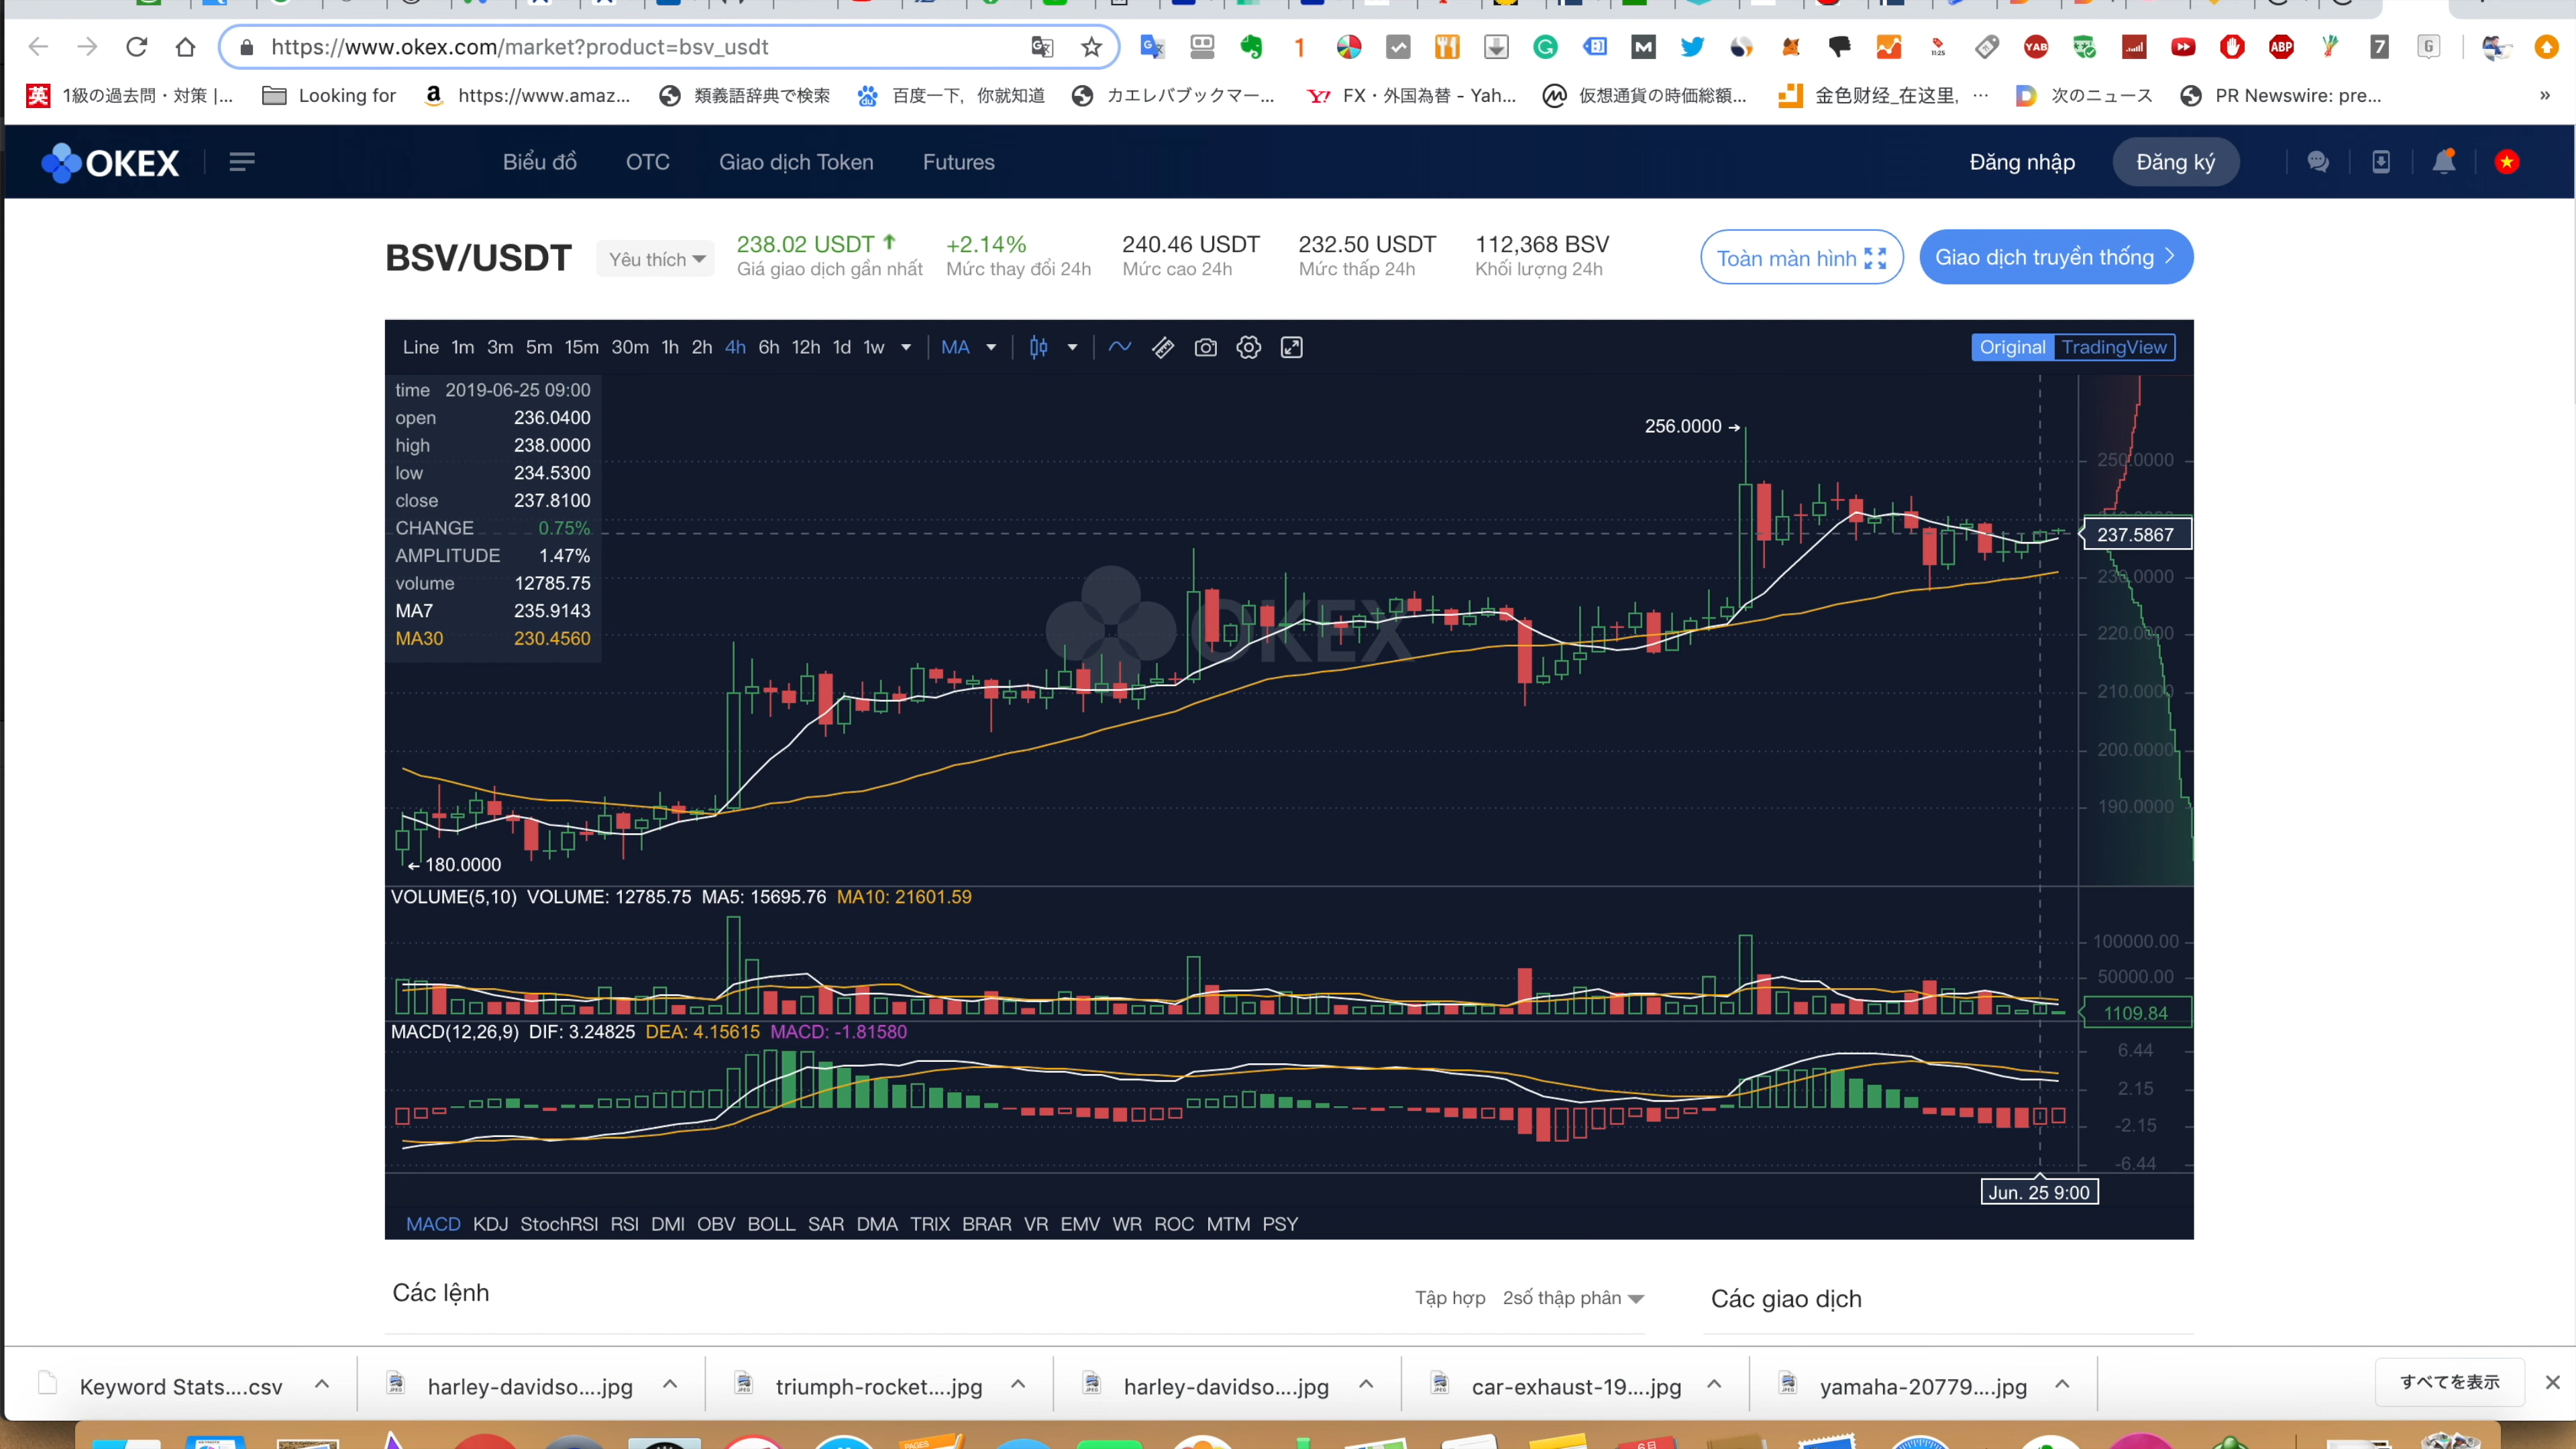 https://www.okex.com/market?product=bsv_usdt
英 1級の過去問・対策 |... Looking for https://www.amaz... 類義語辞典で検索 百度一下，你就知道 カエレバブックマー... FX・外国為替 - Yah... 仮想通貨の時価総額... 金色财经_在这里，... 次のニュース PR Newswire: pre... »
OKEX Biểu đồ OTC Giao dịch Token Futures Đăng nhập Đăng ký
BSV/USDT Yêu thích 238.02 USDT +2.14% 240.46 USDT 232.50 USDT 112,368 BSV Toàn màn hình Giao dịch truyền thống
Giá giao dịch gần nhất Mức thay đổi 24h Mức cao 24h Mức thấp 24h Khối lượng 24h
Line 1m 3m 5m 15m 30m 1h 2h 4h 6h 12h 1d 1w MA Original TradingView
time 2019-06-25 09:00
open 236.0400
high 238.0000
low 234.5300
close 237.8100
CHANGE 0.75%
AMPLITUDE 1.47%
volume 12785.75
MA7 235.9143
MA30 230.4560
256.0000
250.0000
237.5867
230.0000
OKEX
220.0000
210.0000
200.0000
190.0000
180.0000
VOLUME(5,10) VOLUME: 12785.75 MA5: 15695.76 MA10: 21601.59
100000.00
50000.00
1109.84
MACD(12,26,9) DIF: 3.24825 DEA: 4.15615 MACD: -1.81580
6.44
2.15
-2.15
-6.44
Jun. 25 9:00
MACD KDJ StochRSI RSI DMI OBV BOLL SAR DMA TRIX BRAR VR EMV WR ROC MTM PSY
Các lệnh Tập hợp 2số thập phân Các giao dịch
Keyword Stats....csv harley-davidso....jpg triumph-rocket....jpg harley-davidso....jpg car-exhaust-19....jpg yamaha-20779....jpg すべてを表示